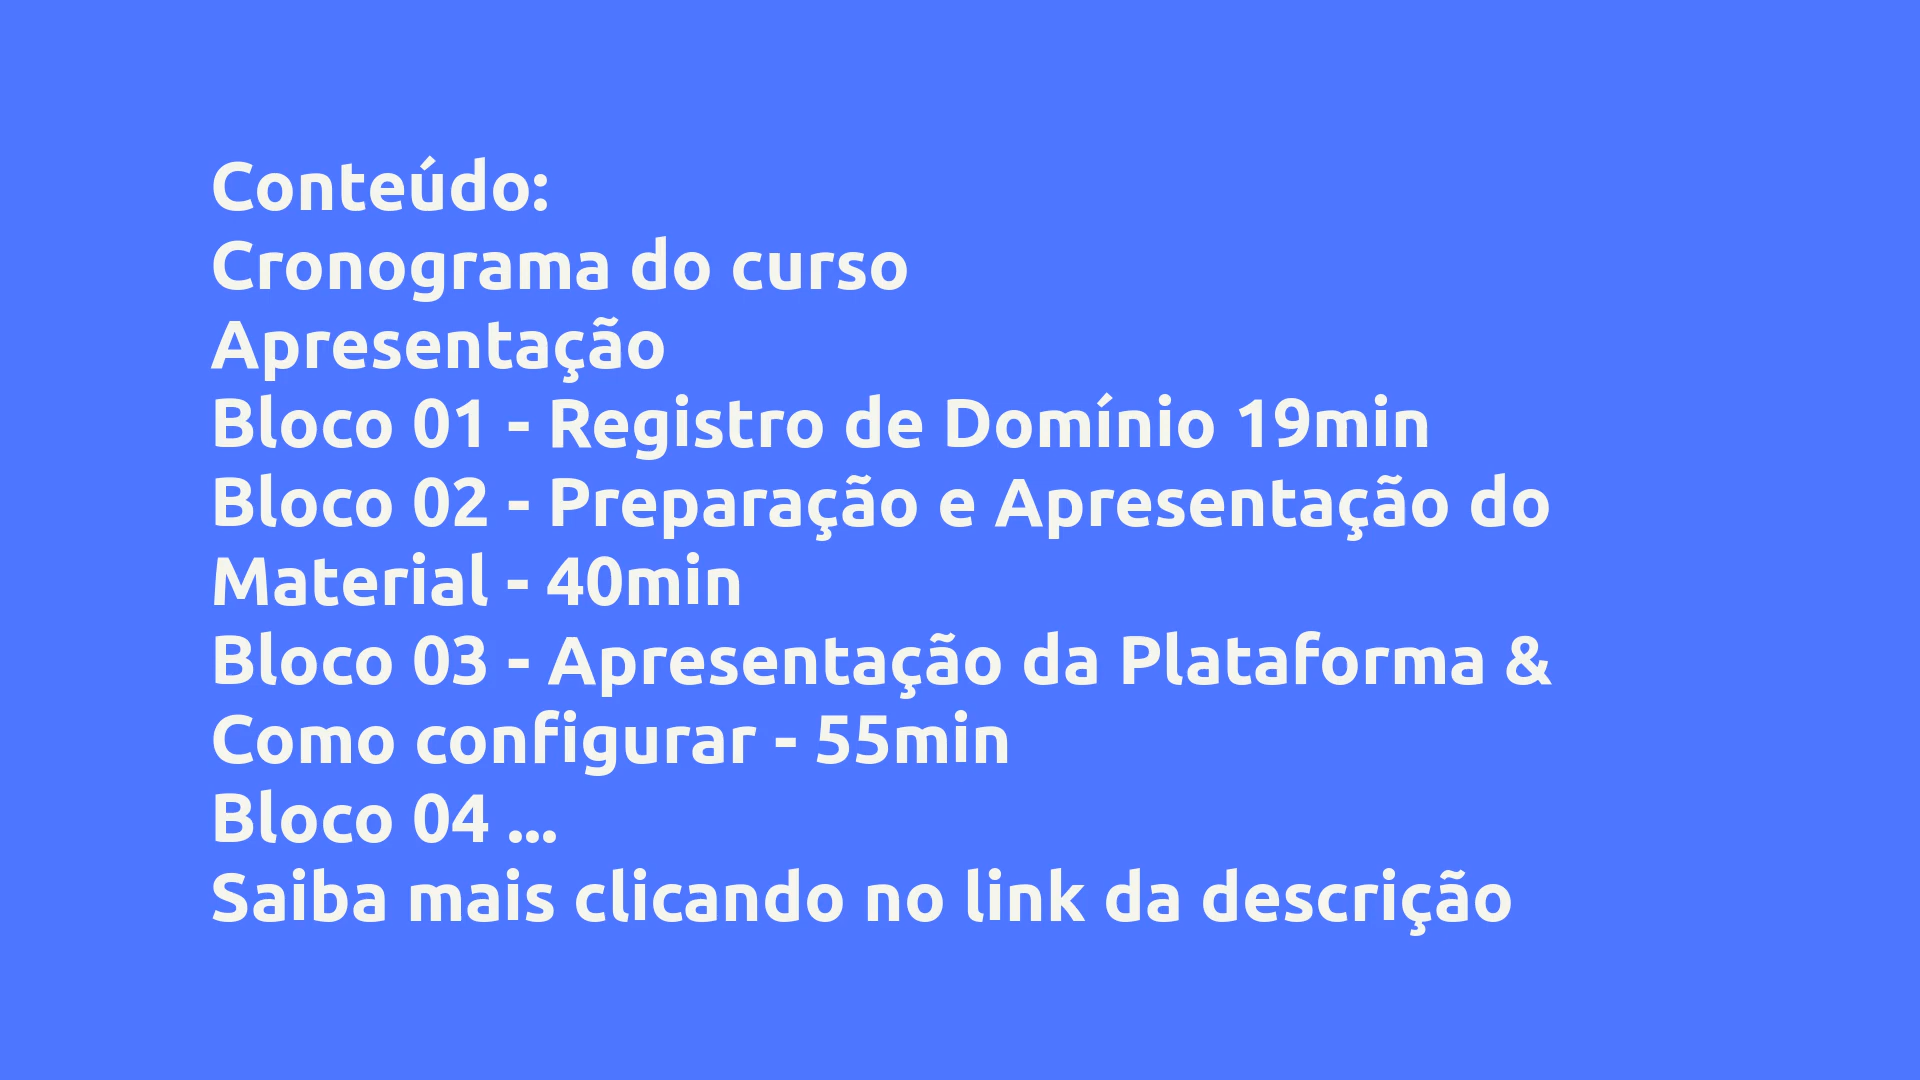 Conteúdo:
Cronograma do curso
Apresentação
Bloco 01 - Registro de Domínio 19min
Bloco 02 - Preparação e Apresentação do
Material - 40min
Bloco 03 - Apresentação da Plataforma &
Como configurar - 55min
Bloco 04 ...
Saiba mais clicando no link da descrição